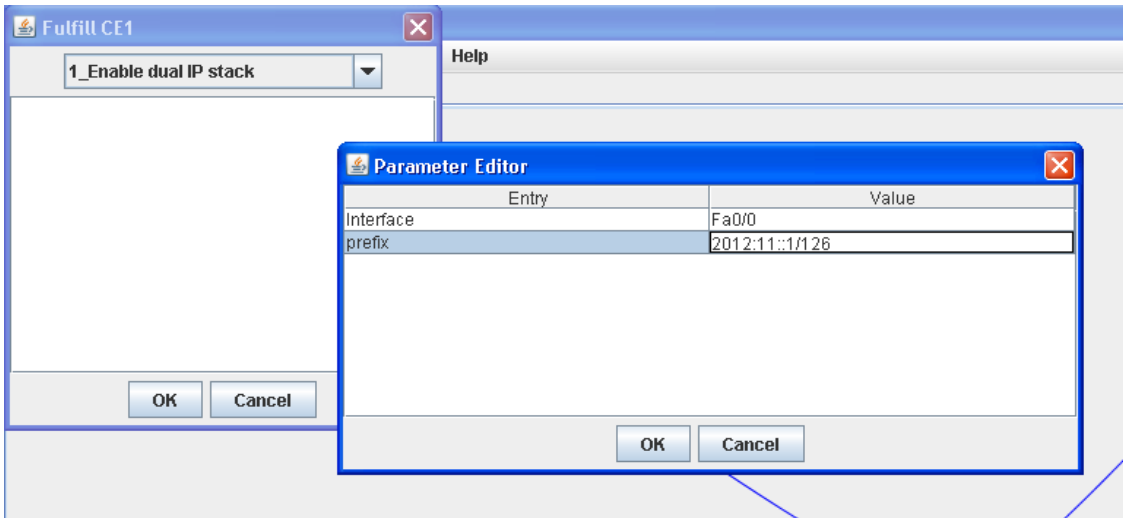 Fulfill CE1
1_Enable dual IP stack
Help
Parameter Editor
Entry Value
Interface Fa0/0
prefix 2012:11::1/126
OK Cancel
OK Cancel